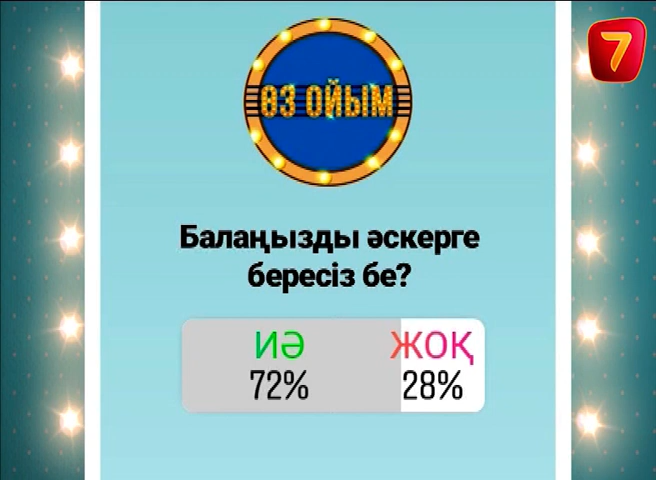 7
ӨЗ ОЙЫМ
Балаңызды әскерге
бересіз бе?
ИӘ ЖОҚ
72% 28%